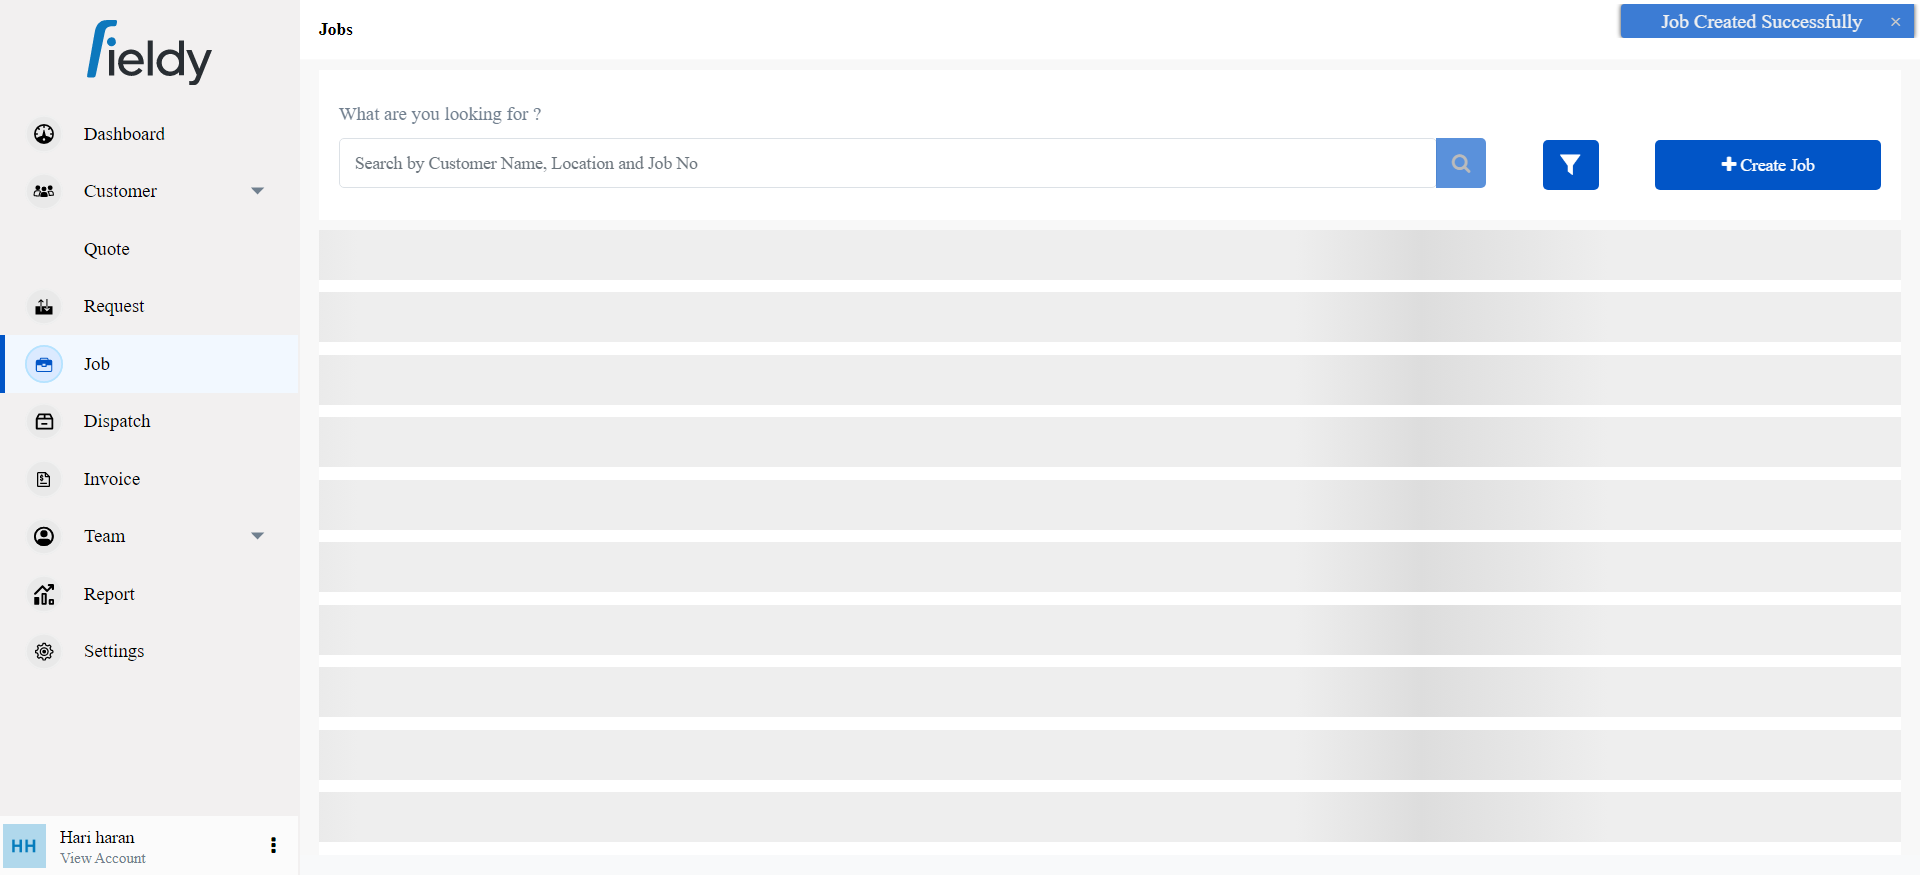 fieldy
Dashboard
Customer
Quote
Request
Job
Dispatch
Invoice
Team
Report
Settings
HH
Hari haran
View Account
Jobs
Job Created Successfully ×
What are you looking for ?
Search by Customer Name, Location and Job No
Create Job